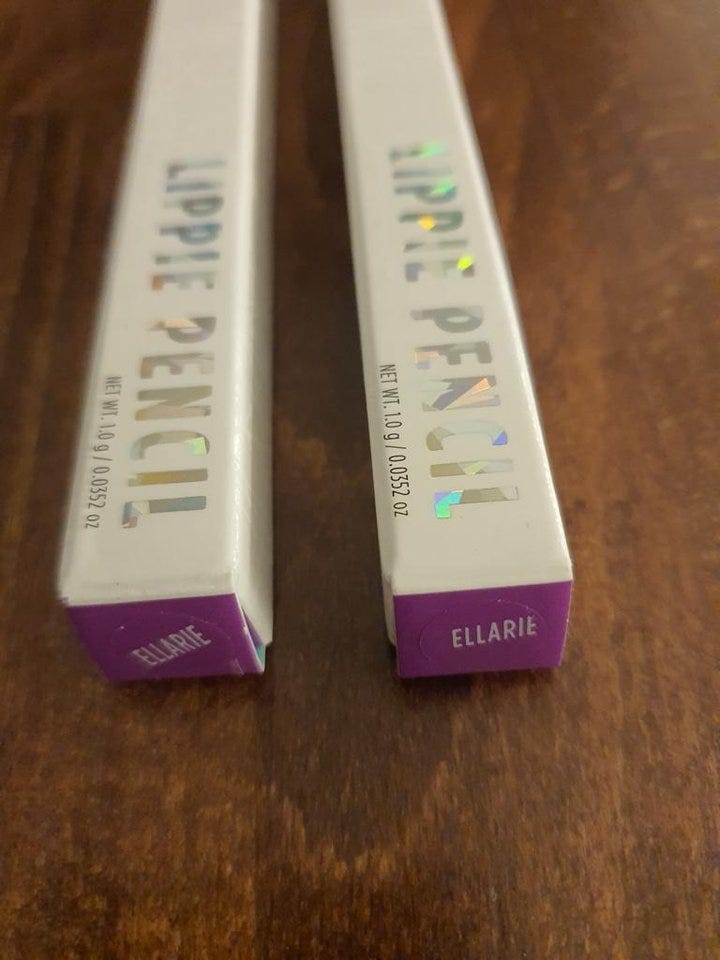 LIPPIE PENCIL
NET WT. 1.0 g / 0.0352 oz
ELLARIE
LIPPIE PENCIL
NET WT. 1.0 g / 0.0352 oz
ELLARIE